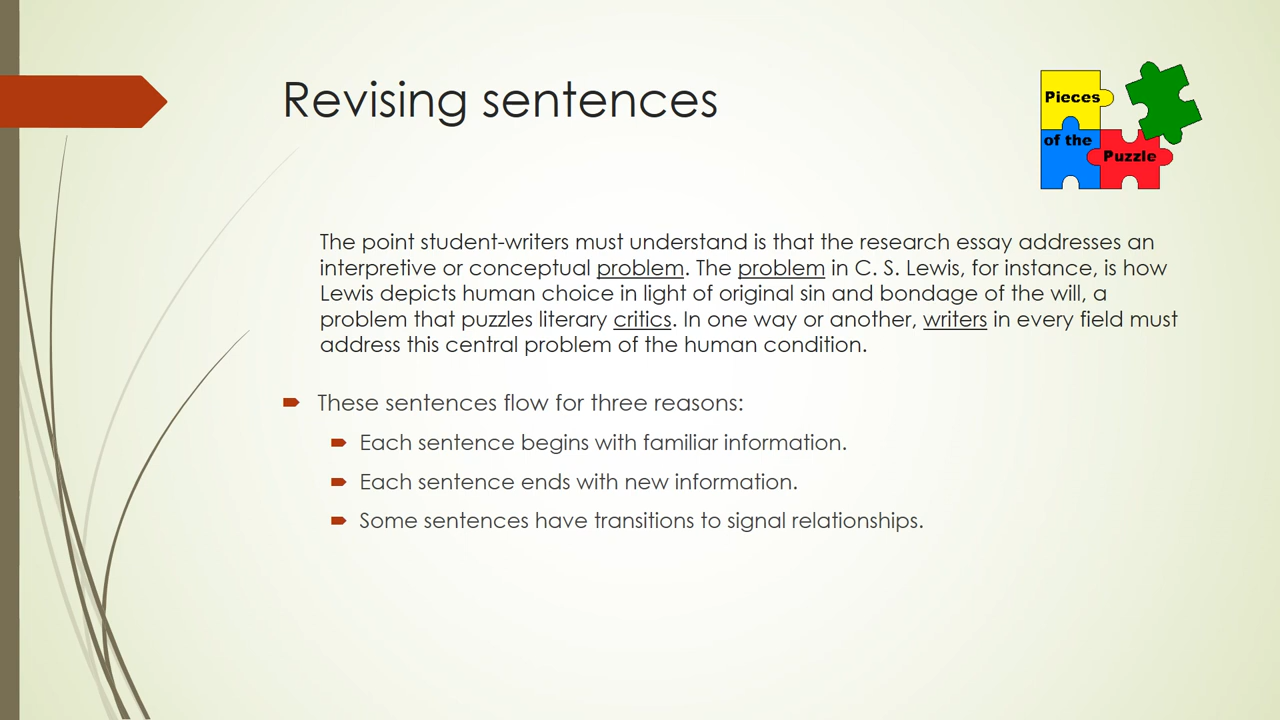 Revising sentences
Pieces
of the
Puzzle
The point student-writers must understand is that the research essay addresses an
interpretive or conceptual problem. The problem in C. S. Lewis, for instance, is how
Lewis depicts human choice in light of original sin and bondage of the will, a
problem that puzzles literary critics. In one way or another, writers in every field must
address this central problem of the human condition.
These sentences flow for three reasons:
Each sentence begins with familiar information.
Each sentence ends with new information.
Some sentences have transitions to signal relationships.